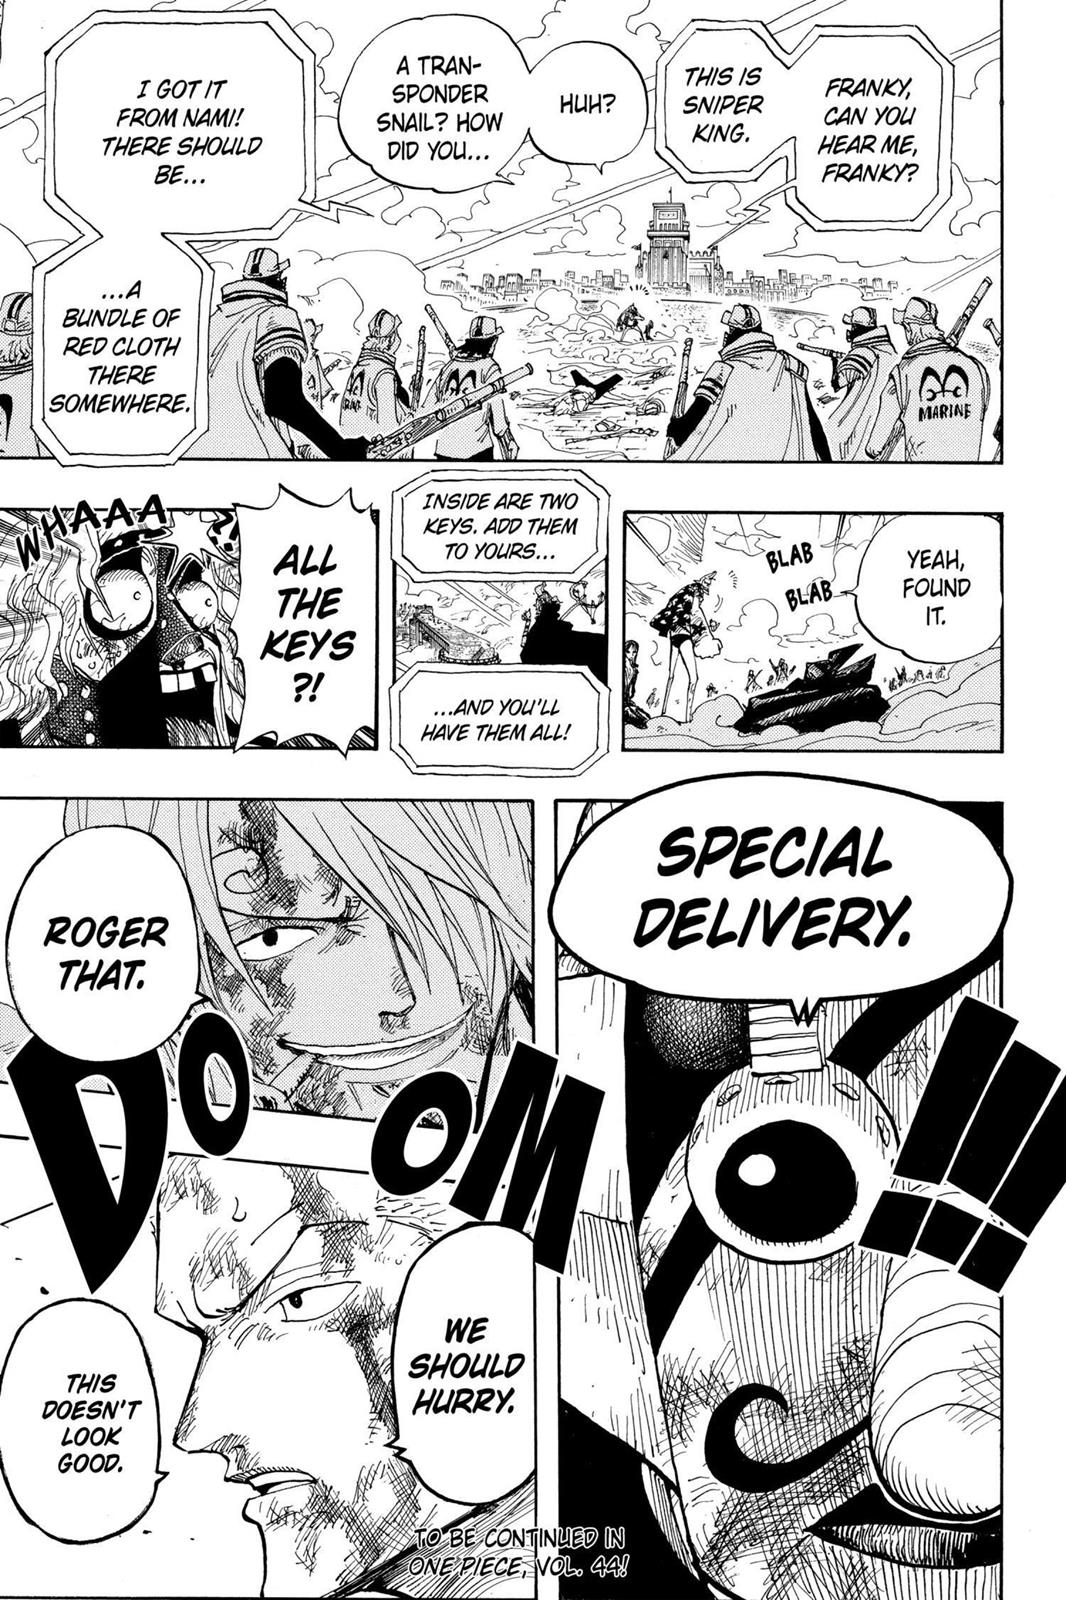 FRANKY,
CAN YOU
HEAR ME,
FRANKY?
THIS IS
SNIPER
KING.
HUH?
A TRAN-
SPONDER
SNAIL? HOW
DID YOU...
I GOT IT
FROM NAMI!
THERE SHOULD
BE...
...A
BUNDLE OF
RED CLOTH
THERE
SOMEWHERE.
MARINE
MARINE
YEAH,
FOUND
IT.
BLAB
BLAB
INSIDE ARE TWO
KEYS. ADD THEM
TO YOURS...
...AND YOU'LL
HAVE THEM ALL!
ALL
THE
KEYS
?!
WHAAA
?!
SPECIAL
DELIVERY.
ROGER
THAT.
DOOM!!!
WE
SHOULD
HURRY.
THIS
DOESN'T
LOOK
GOOD.
TO BE CONTINUED IN
ONE PIECE, VOL. 44!